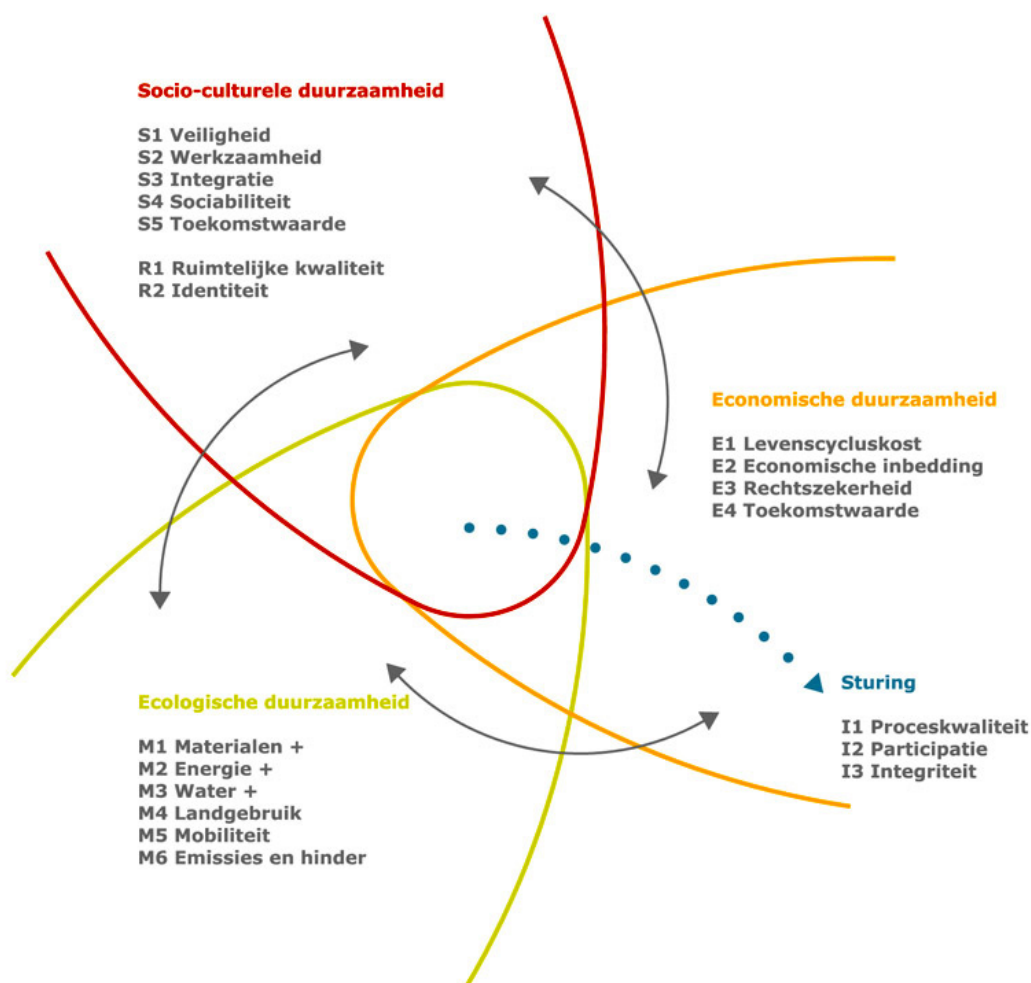 Socio-culturele duurzaamheid
S1 Veiligheid
S2 Werkzaamheid
S3 Integratie
S4 Sociabiliteit
S5 Toekomstwaarde
R1 Ruimtelijke kwaliteit
R2 Identiteit
Economische duurzaamheid
E1 Levenscycluskost
E2 Economische inbedding
E3 Rechtszekerheid
E4 Toekomstwaarde
Ecologische duurzaamheid
M1 Materialen +
M2 Energie +
M3 Water +
M4 Landgebruik
M5 Mobiliteit
M6 Emissies en hinder
Sturing
I1 Proceskwaliteit
I2 Participatie
I3 Integriteit